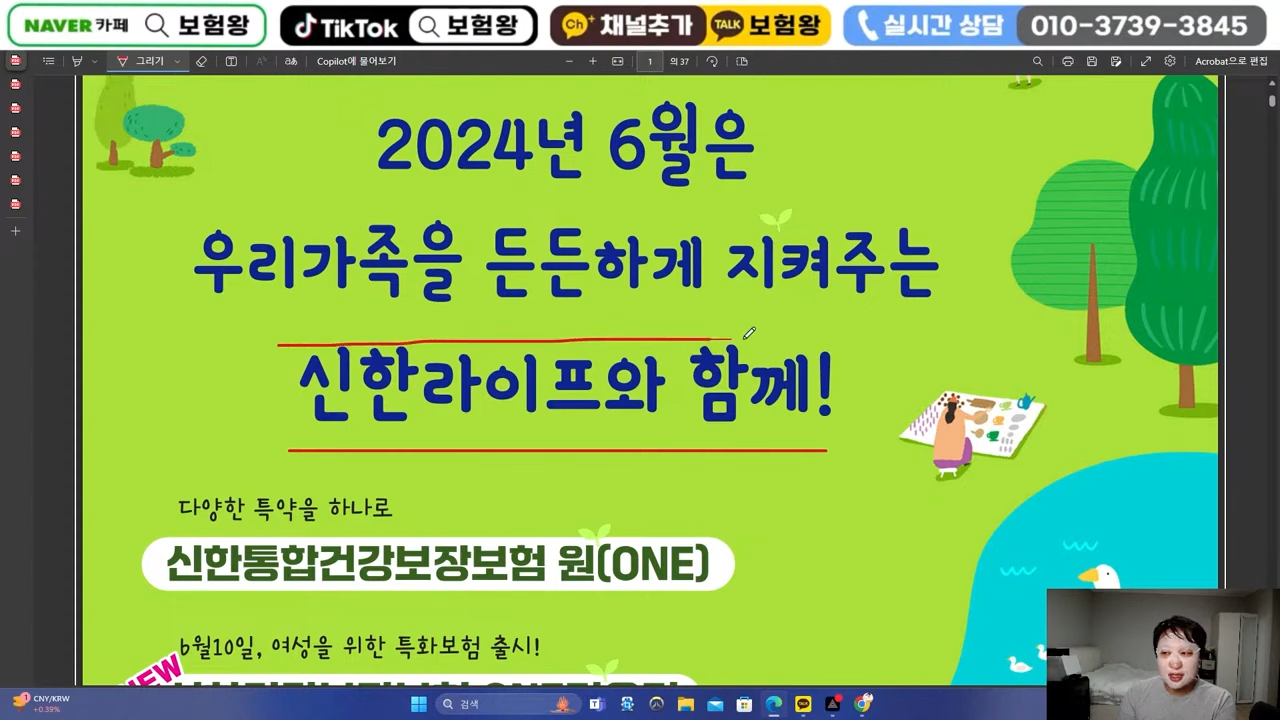 NAVER 카페 보험왕 TikTok 보험왕 Ch+ 채널추가 TALK 보험왕 실시간 상담 010-3739-3845
그리기 가あ Copilot에 물어보기 1 의 37 Acrobat으로 편집
2024년 6월은
우리가족을 든든하게 지켜주는
신한라이프와 함께!
다양한 특약을 하나로
신한통합건강보장보험 원(ONE)
6월10일, 여성을 위한 특화보험 출시!
NEW
CNY/KRW
+0.39%
검색